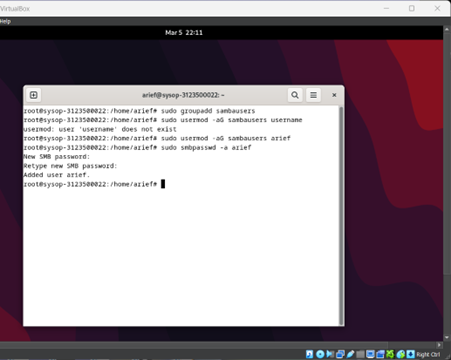 VirtualBox
Help
Mar 5 22:11
arief@sysop-3123500022: ~
root@sysop-3123500022:/home/arief# sudo groupadd sambausers
root@sysop-3123500022:/home/arief# sudo usermod -aG sambausers username
usermod: user 'username' does not exist
root@sysop-3123500022:/home/arief# sudo usermod -aG sambausers arief
root@sysop-3123500022:/home/arief# sudo smbpasswd -a arief
New SMB password:
Retype new SMB password:
Added user arief.
root@sysop-3123500022:/home/arief#
Right Ctrl